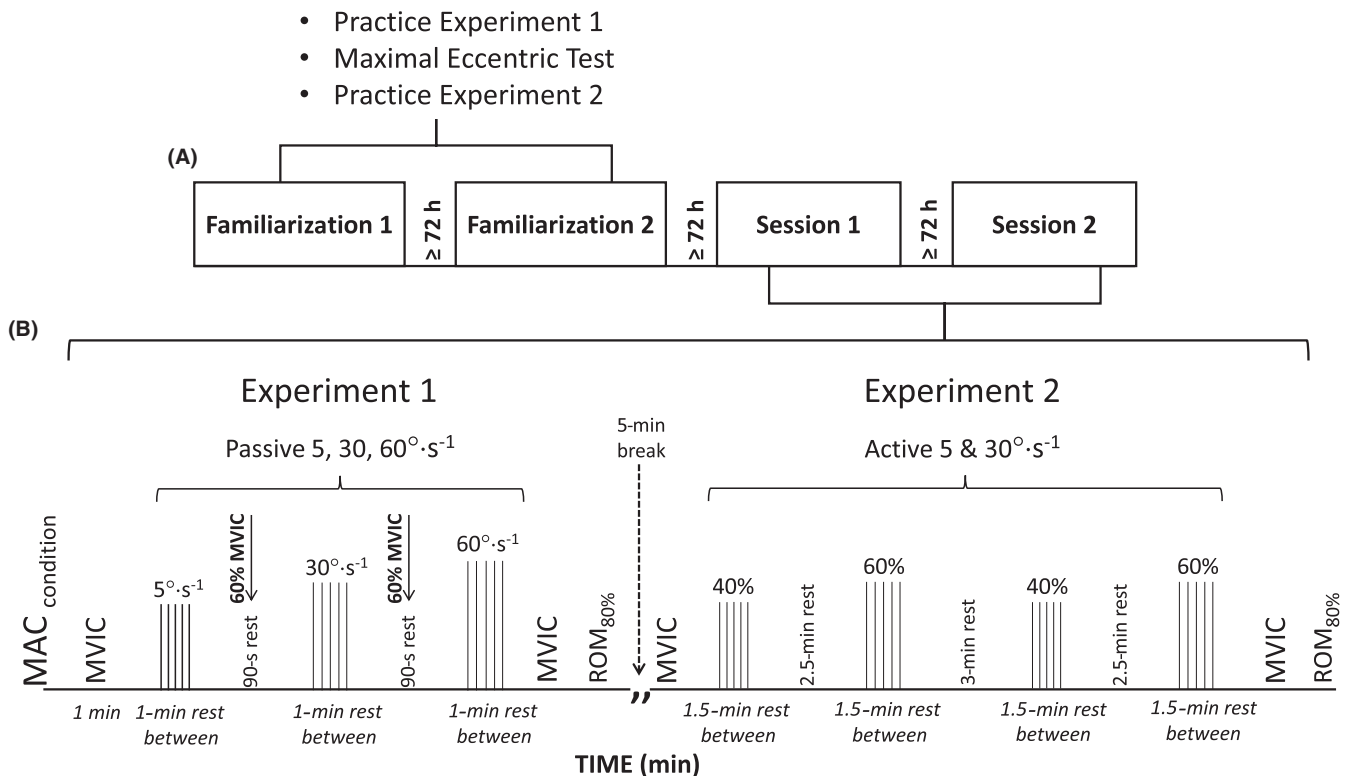 • Practice Experiment 1
• Maximal Eccentric Test
• Practice Experiment 2
(A)
Familiarization 1
≥ 72 h
Familiarization 2
≥ 72 h
Session 1
≥ 72 h
Session 2
(B)
Experiment 1
Experiment 2
Passive 5, 30, 60°·s-1
5-min
break
Active 5 & 30°·s-1
MAC condition
MVIC
5°·s-1
60% MVIC
90-s rest
30°·s-1
60% MVIC
90-s rest
60°·s-1
MVIC
ROM80%
”
MVIC
40%
2.5-min rest
60%
3-min rest
40%
2.5-min rest
60%
MVIC
ROM80%
1 min
1-min rest
between
1-min rest
between
1-min rest
between
1.5-min rest
between
1.5-min rest
between
1.5-min rest
between
1.5-min rest
between
TIME (min)